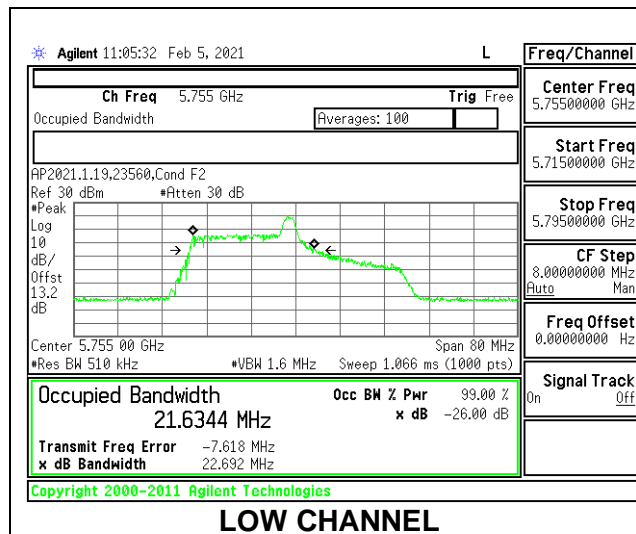 Agilent 11:05:32 Feb 5, 2021 L Freq/Channel
Ch Freq 5.755 GHz Trig Free
Occupied Bandwidth Averages: 100
AP2021.1.19,23560,Cond F2
Ref 30 dBm #Atten 30 dB
#Peak
Log
10
dB/
Offst
13.2
dB
Center 5.755 00 GHz Span 80 MHz
#Res BW 510 kHz #VBW 1.6 MHz Sweep 1.066 ms (1000 pts)
Occupied Bandwidth Occ BW % Pwr 99.00 %
21.6344 MHz x dB -26.00 dB
Transmit Freq Error -7.618 MHz
x dB Bandwidth 22.692 MHz
Copyright 2000-2011 Agilent Technologies
Center Freq
5.75500000 GHz
Start Freq
5.71500000 GHz
Stop Freq
5.79500000 GHz
CF Step
8.00000000 MHz
Auto Man
Freq Offset
0.00000000 Hz
Signal Track
On Off
LOW CHANNEL